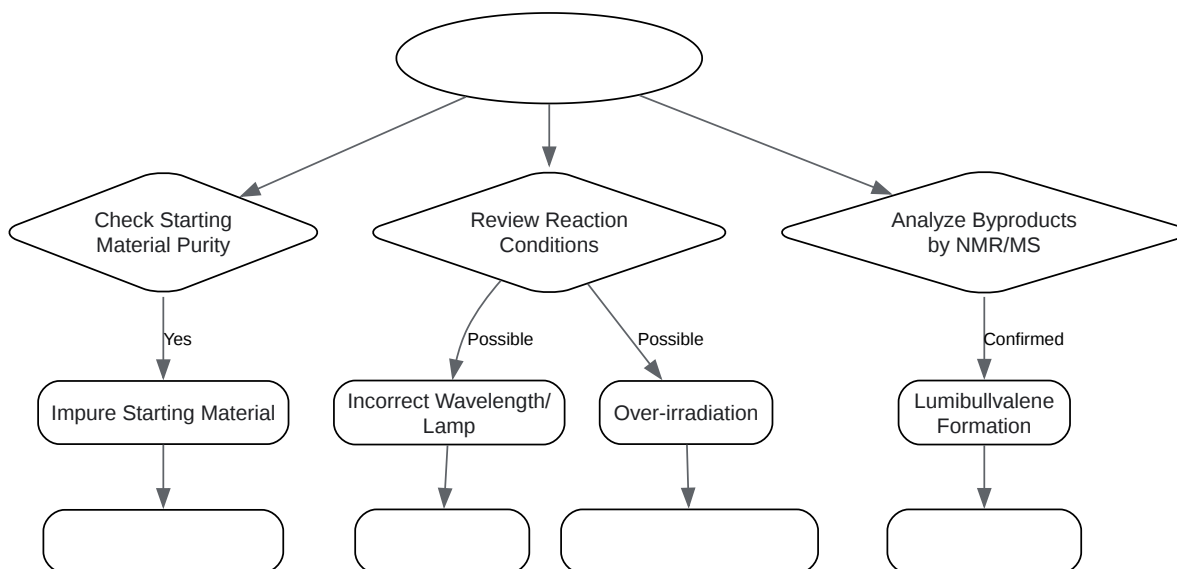 Check Starting
Material Purity
Review Reaction
Conditions
Analyze Byproducts
by NMR/MS
Yes
Possible
Possible
Confirmed
Impure Starting Material
Incorrect Wavelength/
Lamp
Over-irradiation
Lumibullvalene
Formation